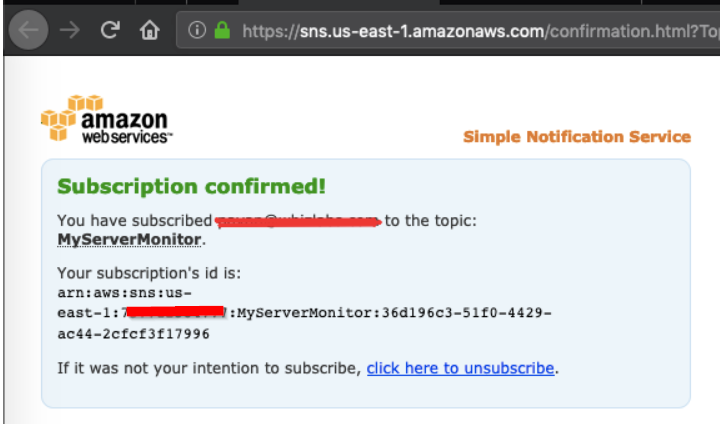 https://sns.us-east-1.amazonaws.com/confirmation.html?To
amazon
webservices™
Simple Notification Service
Subscription confirmed!
You have subscribed to the topic:
MyServerMonitor.
Your subscription's id is:
arn:aws:sns:us-
east-1:7:MyServerMonitor:36d196c3-51f0-4429-
ac44-2cfcf3f17996
If it was not your intention to subscribe, click here to unsubscribe.